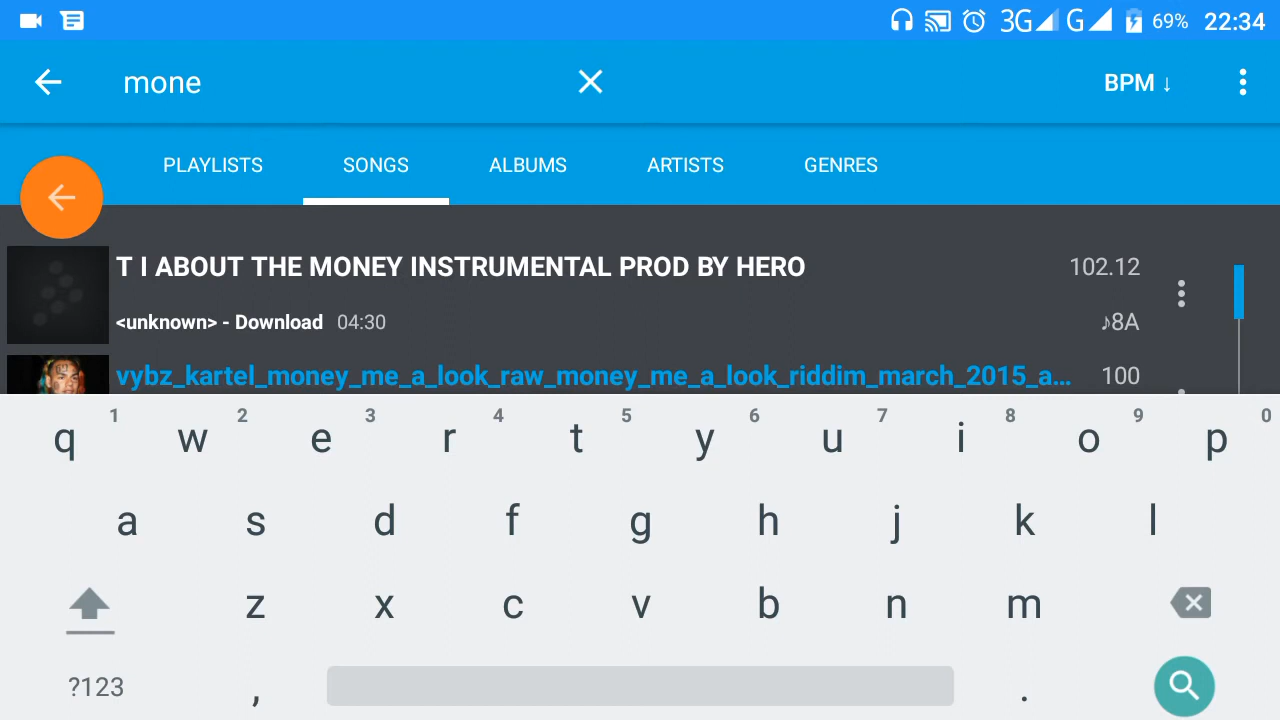 3G G 69% 22:34
mone BPM ↓
PLAYLISTS SONGS ALBUMS ARTISTS GENRES
T I ABOUT THE MONEY INSTRUMENTAL PROD BY HERO 102.12
<unknown> - Download 04:30 ♪8A
vybz_kartel_money_me_a_look_raw_money_me_a_look_riddim_march_2015_a... 100
1 2 3 4 5 6 7 8 9 0
q w e r t y u i o p
a s d f g h j k l
z x c v b n m
?123 , .